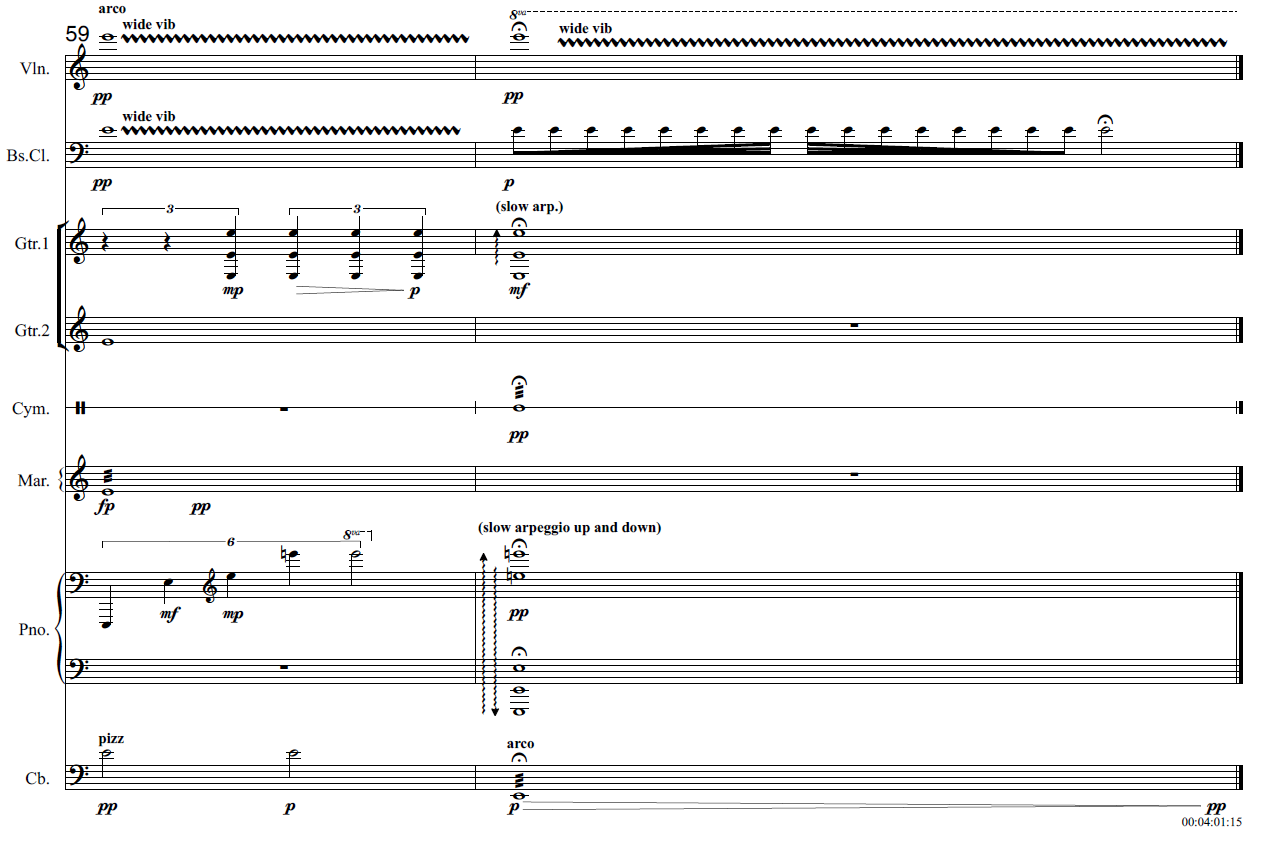 arco
59 wide vib
8va
wide vib
Vln.
pp
pp
wide vib
Bs.Cl.
pp
p
(slow arp.)
3
3
Gtr.1
mp
p
mf
Gtr.2
Cym.
pp
Mar.
fp
pp
(slow arpeggio up and down)
6
8va
mf
mp
pp
Pno.
pizz
arco
Cb.
pp
p
p
pp
00:04:01:15